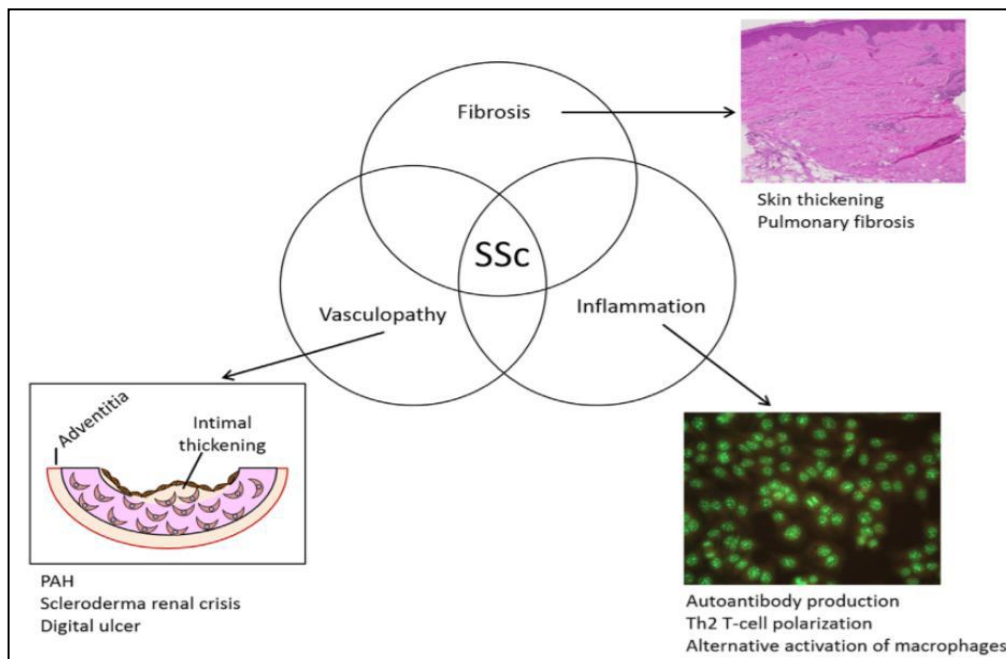 Fibrosis
SSc
Vasculopathy
Inflammation
Skin thickening
Pulmonary fibrosis
Adventitia
Intimal
thickening
PAH
Scleroderma renal crisis
Digital ulcer
Autoantibody production
Th2 T-cell polarization
Alternative activation of macrophages